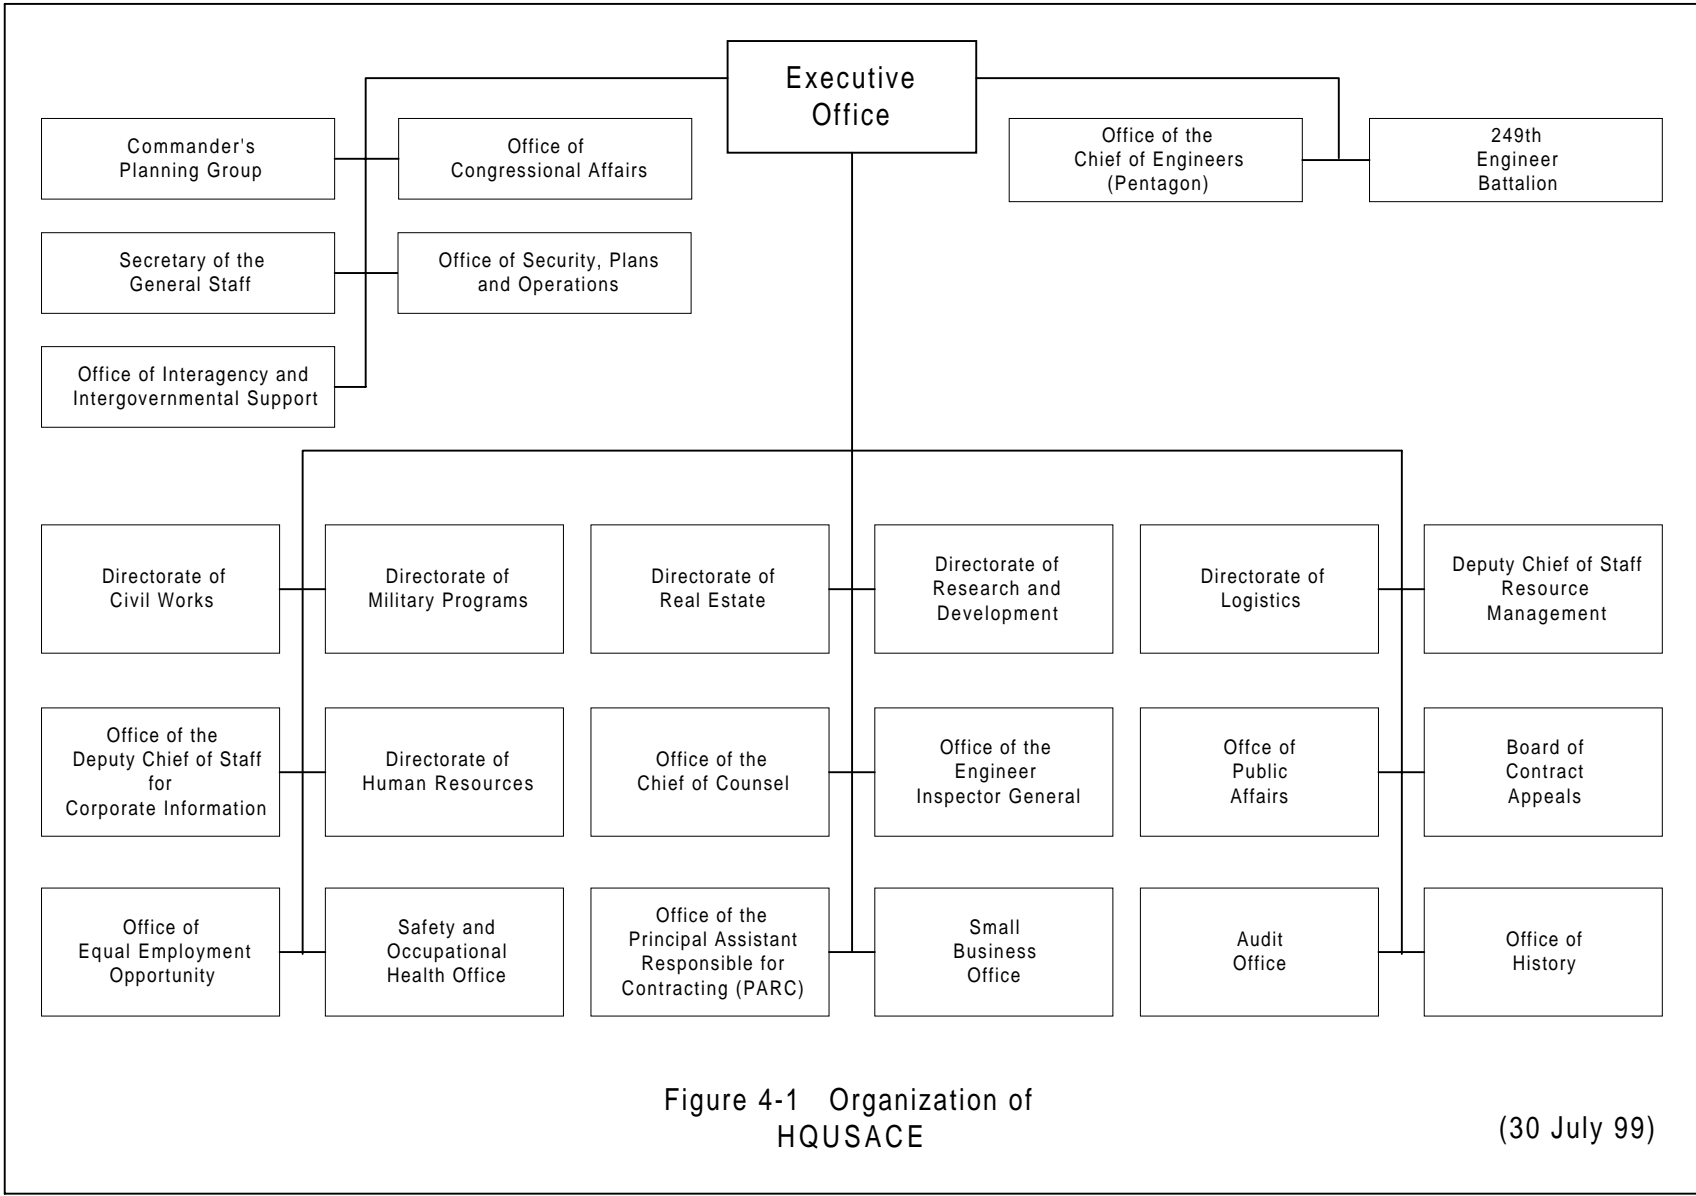 Executive
Office
Commander's
Planning Group
Office of
Congressional Affairs
Office of the
Chief of Engineers
(Pentagon)
249th
Engineer
Battalion
Secretary of the
General Staff
Office of Security, Plans
and Operations
Office of Interagency and
Intergovernmental Support
Directorate of
Civil Works
Directorate of
Military Programs
Directorate of
Real Estate
Directorate of
Research and
Development
Directorate of
Logistics
Deputy Chief of Staff
Resource
Management
Office of the
Deputy Chief of Staff
for
Corporate Information
Directorate of
Human Resources
Office of the
Chief of Counsel
Office of the
Engineer
Inspector General
Offce of
Public
Affairs
Board of
Contract
Appeals
Office of
Equal Employment
Opportunity
Safety and
Occupational
Health Office
Office of the
Principal Assistant
Responsible for
Contracting (PARC)
Small
Business
Office
Audit
Office
Office of
History
Figure 4-1 Organization of
HQUSACE
(30 July 99)